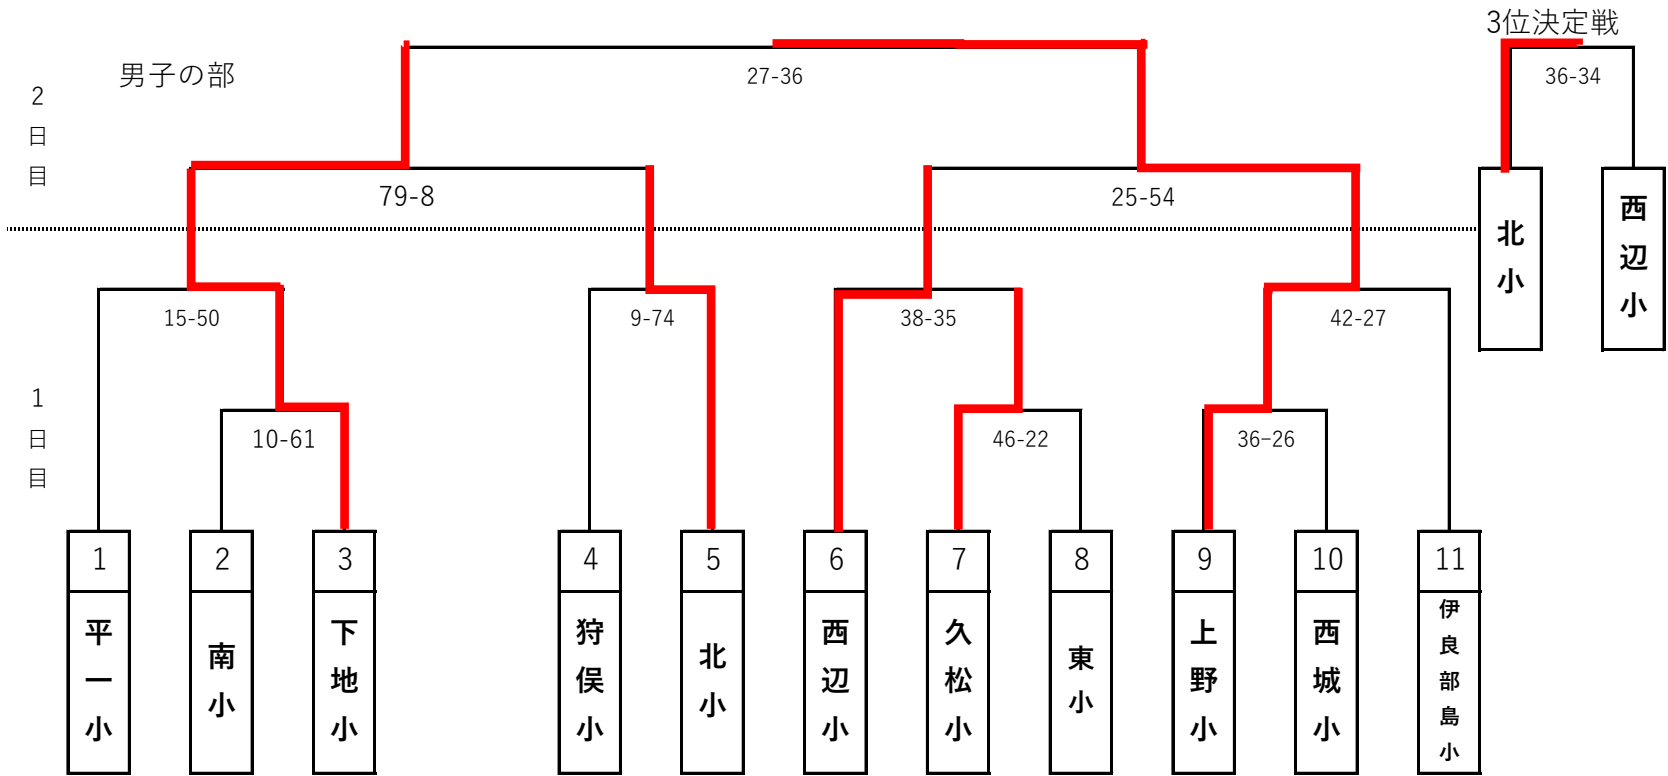 3位決定戦
男子の部
27-36
36-34
2日目
79-8
25-54
北小
西辺小
15-50
9-74
38-35
42-27
1日目
10-61
46-22
36-26
1
2
3
4
5
6
7
8
9
10
11
平一小
南小
下地小
狩俣小
北小
西辺小
久松小
東小
上野小
西城小
伊良部島小